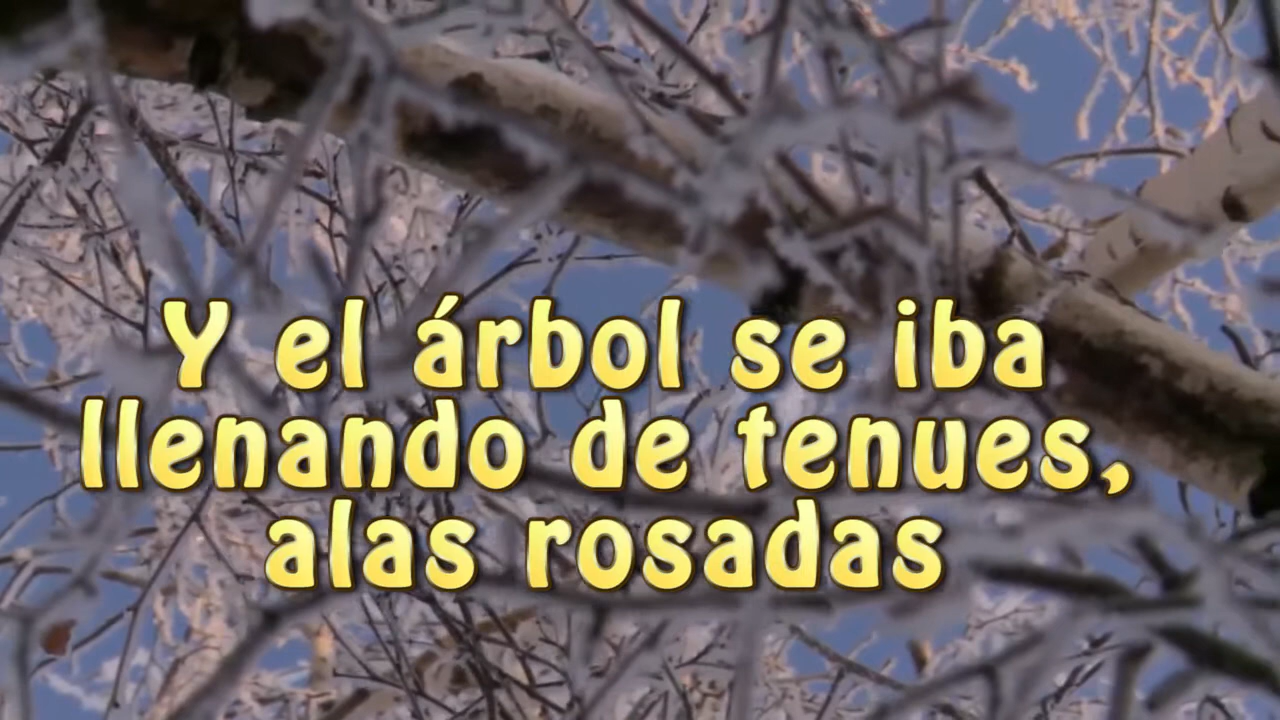 Y el árbol se iba
llenando de tenues,
alas rosadas